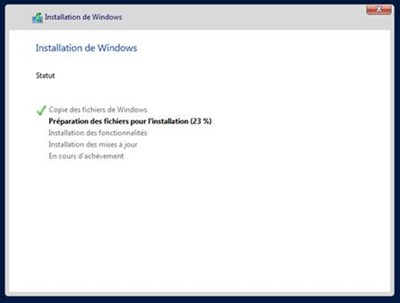 Installation de Windows
Installation de Windows
Statut
Copie des fichiers de Windows
Préparation des fichiers pour l'installation (23 %)
Installation des fonctionnalités
Installation des mises à jour
En cours d'achèvement